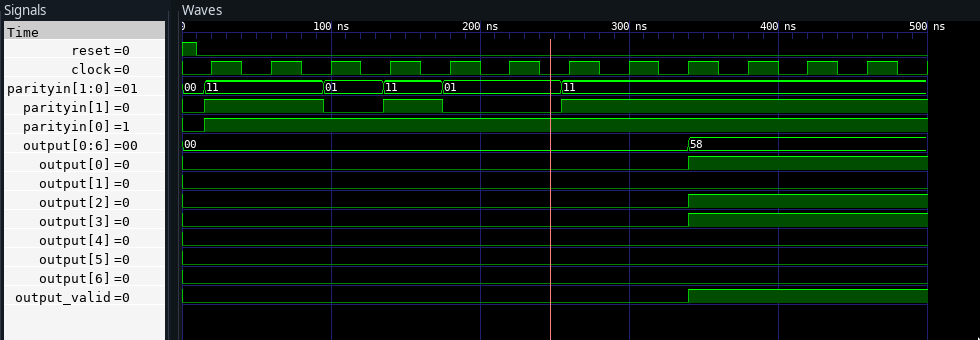 Signals
Waves
Time
0 100 ns 200 ns 300 ns 400 ns 500 ns
reset=0
clock=0
parityin[1:0]=01 00 11 01 11 01 11
parityin[1]=0
parityin[0]=1
output[0:6]=00 00 58
output[0]=0
output[1]=0
output[2]=0
output[3]=0
output[4]=0
output[5]=0
output[6]=0
output_valid=0